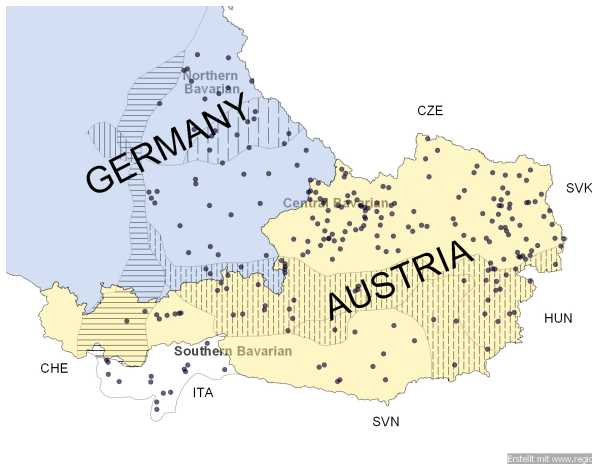 Northern
Bavarian
GERMANY
CZE
SVK
Central Bavarian
AUSTRIA
HUN
Southern Bavarian
CHE
ITA
SVN
Erstellt mit www.regio